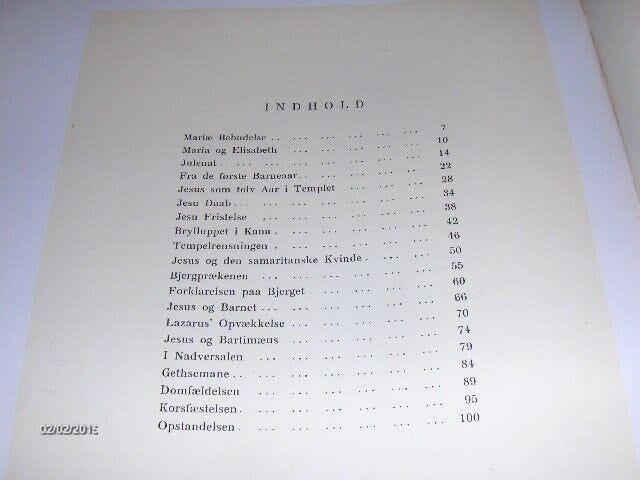 INDHOLD
Mariæ Bebudelse .. ... ... ... ... ... 7
Maria og Elisabeth ... ... ... ... ... 10
Julenat . ... ... ... ... ... ... ... 14
Fra de første Barneaar .. ... ... ... ... 22
Jesus som tolv Aar i Templet ... ... ... 28
Jesu Daab .. ... ... ... ... ... ... 34
Jesu Fristelse ... ... ... ... ... ... 38
Brylluppet i Kana . ... ... ... ... ... 42
Tempelrensningen . ... ... ... ... ... 46
Jesus og den samaritanske Kvinde . ... ... ... 50
Bjergprækenen ... ... ... ... ... ... 55
Forklarelsen paa Bjerget ... ... ... ... 60
Jesus og Barnet . ... ... ... ... ... 66
Lazarus' Opvækkelse ... ... ... ... ... 70
Jesus og Bartimæus ... ... ... ... ... 74
I Nadversalen ... ... ... ... ... ... 79
Gethsemane .. ... ... ... ... ... ... 84
Domfældelsen ... ... ... ... ... ... 89
Korsfæstelsen . ... ... ... ... ... ... 95
Opstandelsen . ... ... ... ... ... ... 100
02/02/2015